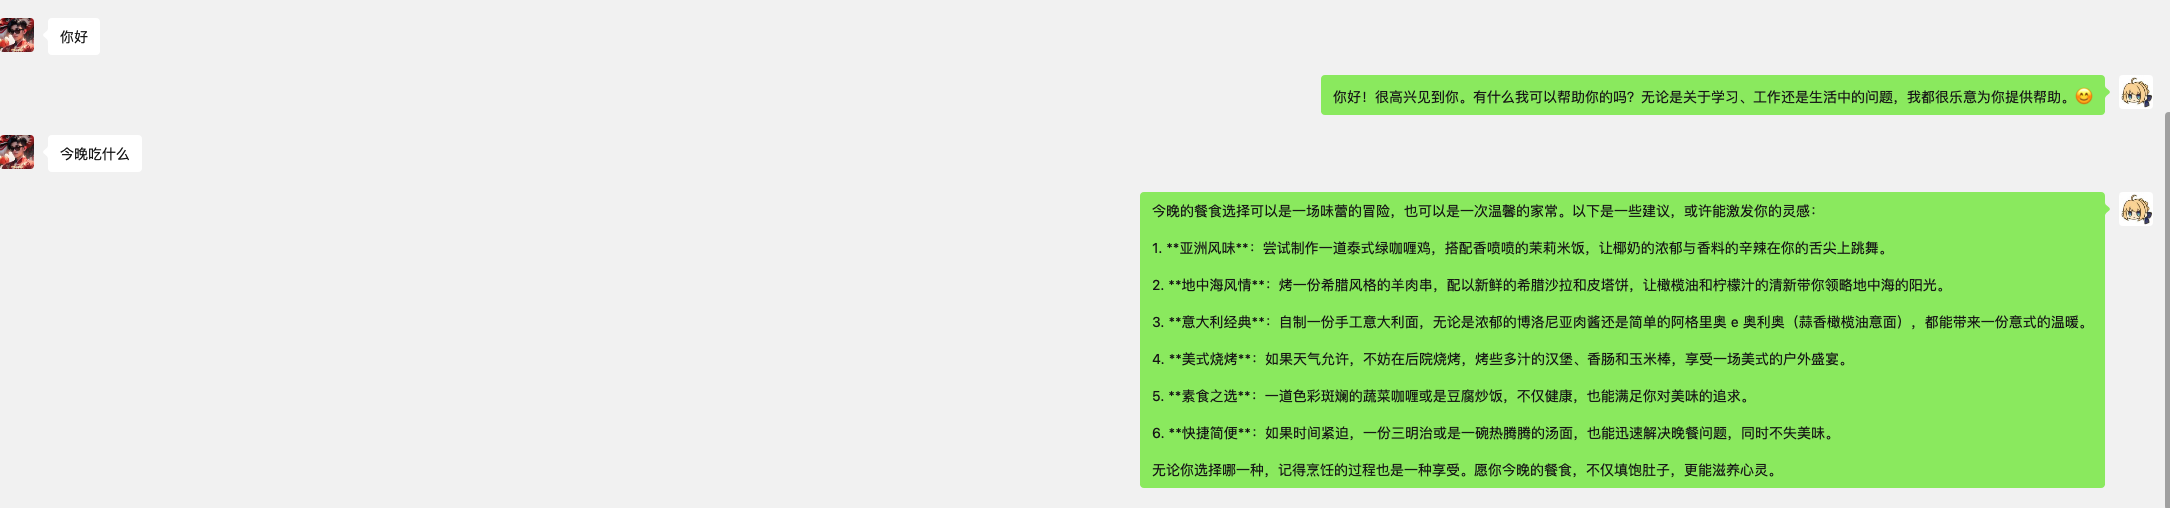 你好
你好！很高兴见到你。有什么我可以帮助你的吗？无论是关于学习、工作还是生活中的问题，我都很乐意为你提供帮助。😊
今晚吃什么
今晚的餐食选择可以是一场味蕾的冒险，也可以是一次温馨的家常。以下是一些建议，或许能激发你的灵感：
1. **亚洲风味**：尝试制作一道泰式绿咖喱鸡，搭配香喷喷的茉莉米饭，让椰奶的浓郁与香料的辛辣在你的舌尖上跳舞。
2. **地中海风情**：烤一份希腊风格的羊肉串，配以新鲜的希腊沙拉和皮塔饼，让橄榄油和柠檬汁的清新带你领略地中海的阳光。
3. **意大利经典**：自制一份手工意大利面，无论是浓郁的博洛尼亚肉酱还是简单的阿格里奥 e 奥利奥（蒜香橄榄油意面），都能带来一份意式的温暖。
4. **美式烧烤**：如果天气允许，不妨在后院烧烤，烤些多汁的汉堡、香肠和玉米棒，享受一场美式的户外盛宴。
5. **素食之选**：一道色彩斑斓的蔬菜咖喱或是豆腐炒饭，不仅健康，也能满足你对美味的追求。
6. **快捷简便**：如果时间紧迫，一份三明治或是一碗热腾腾的汤面，也能迅速解决晚餐问题，同时不失美味。
无论你选择哪一种，记得烹饪的过程也是一种享受。愿你今晚的餐食，不仅填饱肚子，更能滋养心灵。